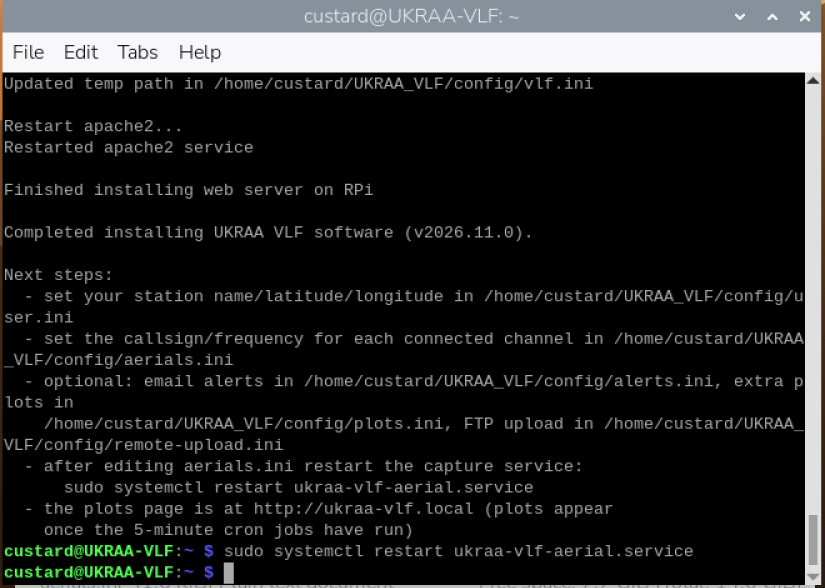 custard@UKRAA-VLF: ~
File Edit Tabs Help
Updated temp path in /home/custard/UKRAA_VLF/config/vlf.ini
Restart apache2...
Restarted apache2 service
Finished installing web server on RPi
Completed installing UKRAA VLF software (v2026.11.0).
Next steps:
  - set your station name/latitude/longitude in /home/custard/UKRAA_VLF/config/u
ser.ini
  - set the callsign/frequency for each connected channel in /home/custard/UKRAA
_VLF/config/aerials.ini
  - optional: email alerts in /home/custard/UKRAA_VLF/config/alerts.ini, extra p
lots in
    /home/custard/UKRAA_VLF/config/plots.ini, FTP upload in /home/custard/UKRAA_
VLF/config/remote-upload.ini
  - after editing aerials.ini restart the capture service:
      sudo systemctl restart ukraa-vlf-aerial.service
  - the plots page is at http://ukraa-vlf.local (plots appear
    once the 5-minute cron jobs have run)
custard@UKRAA-VLF:~ $ sudo systemctl restart ukraa-vlf-aerial.service
custard@UKRAA-VLF:~ $